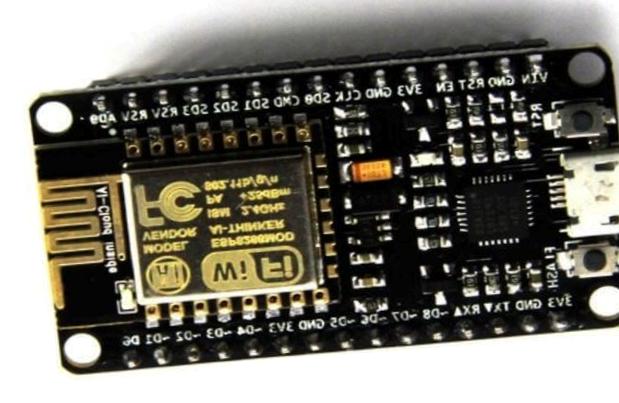 AD0 RSV RSV SD3 SD2 SD1 CMD SD0 CLK GND 3V3 EN RST GND VIN
RST
802.11b/g/n
PA +25dBm
ISM 2.4GHz
VENDOR AI-THINKER
MODEL ESP8266MOD
WiFi
Ai-Cloud inside
FLASH
D0 D1 ~D2 ~D3 ~D4 3V3 GND ~D5 ~D6 ~D7 ~D8 RX▲ TX▼ GND 3V3